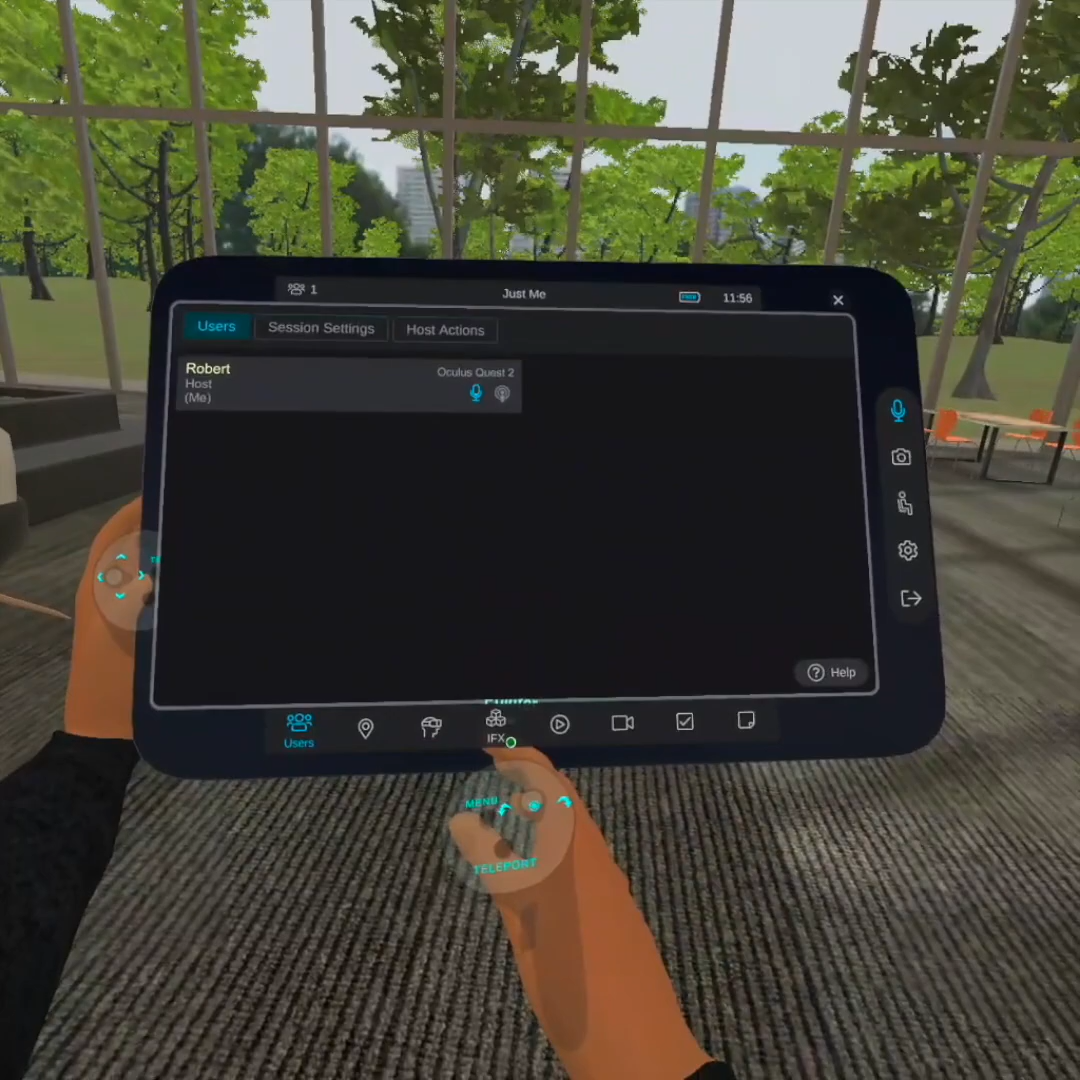 1
Just Me
FREE
11:56
Users
Session Settings
Host Actions
Robert
Host
(Me)
Oculus Quest 2
Help
Users
IFX
MENU
TELEPORT